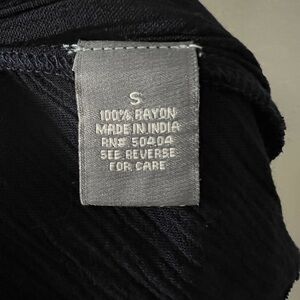 S
100% RAYON
MADE IN INDIA
RN# 50404
SEE REVERSE
FOR CARE